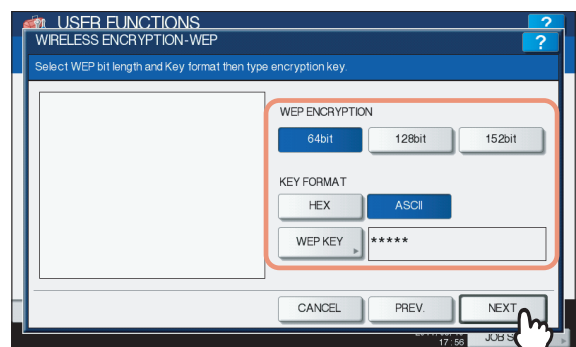 USER FUNCTIONS ?
WIRELESS ENCRYPTION-WEP ?
Select WEP bit length and Key format then type encryption key.
WEP ENCRYPTION
64bit 128bit 152bit
KEY FORMAT
HEX ASCII
WEP KEY *****
CANCEL PREV. NEXT
17:56 JOB S